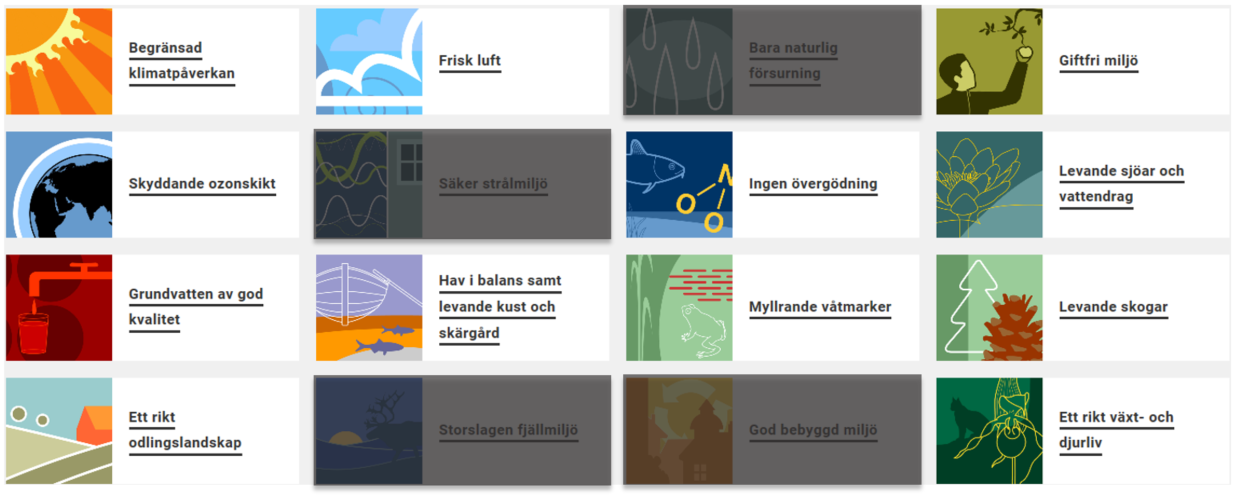 Begränsad
klimatpåverkan
Frisk luft
Bara naturlig
försurning
Giftfri miljö
Skyddande ozonskikt
Säker strålmiljö
Ingen övergödning
Levande sjöar och
vattendrag
Grundvatten av god
kvalitet
Hav i balans samt
levande kust och
skärgård
Myllrande våtmarker
Levande skogar
Ett rikt
odlingslandskap
Storslagen fjällmiljö
God bebyggd miljö
Ett rikt växt- och
djurliv